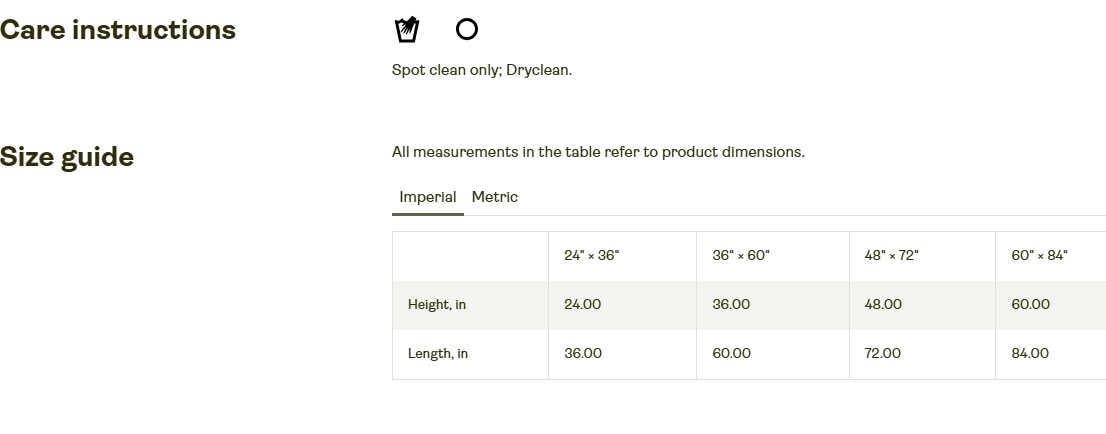 Care instructions
Spot clean only; Dryclean.
Size guide
All measurements in the table refer to product dimensions.
Imperial Metric
24" × 36" 36" × 60" 48" × 72" 60" × 84"
Height, in 24.00 36.00 48.00 60.00
Length, in 36.00 60.00 72.00 84.00